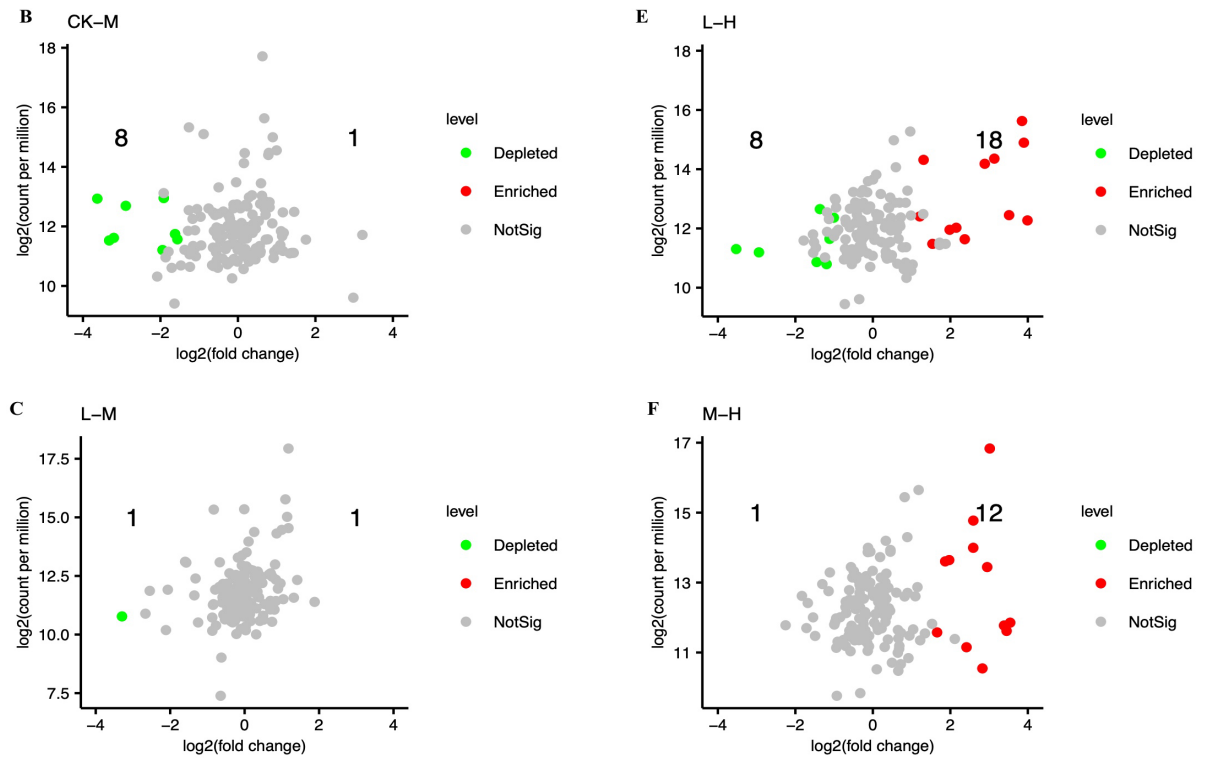 B
CK−M
18
16
14
12
10
−4
−2
0
2
4
log2(fold change)
log2(count per million)
8
1
level
Depleted
Enriched
NotSig
E
L−H
18
16
14
12
10
−4
−2
0
2
4
log2(fold change)
log2(count per million)
8
18
level
Depleted
Enriched
NotSig
C
L−M
17.5
15.0
12.5
10.0
7.5
−4
−2
0
2
4
log2(fold change)
log2(count per million)
1
1
level
Depleted
Enriched
NotSig
F
M−H
17
15
13
11
−4
−2
0
2
4
log2(fold change)
log2(count per million)
1
12
level
Depleted
Enriched
NotSig